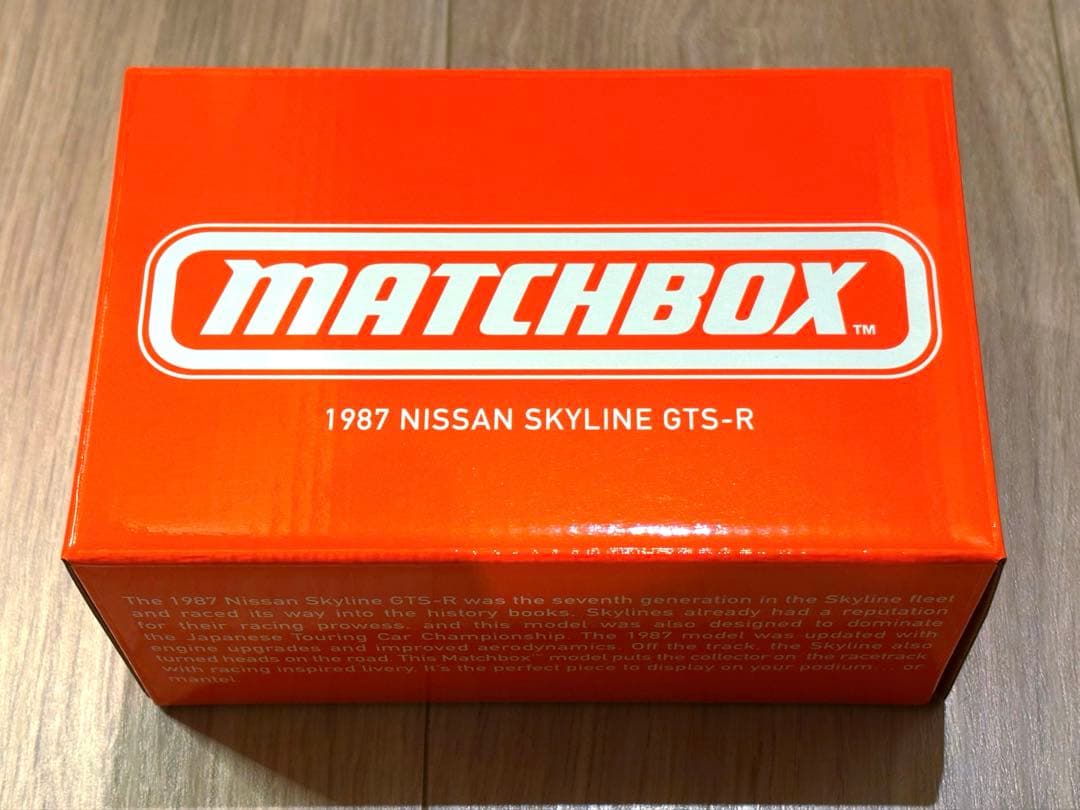 MATCHBOX™
1987 NISSAN SKYLINE GTS-R
The 1987 Nissan Skyline GTS-R was the seventh generation in the Skyline fleet
and raced its way into the history books. Skylines already had a reputation
for their racing prowess, and this model was also designed to dominate
the Japanese Touring Car Championship. The 1987 model was updated with
engine upgrades and improved aerodynamics. Off the track, the Skyline also
turned heads on the road. This Matchbox™ model puts the collector on the racetrack
with racing inspired livery. It's the perfect piece to display on your podium... or
mantel.